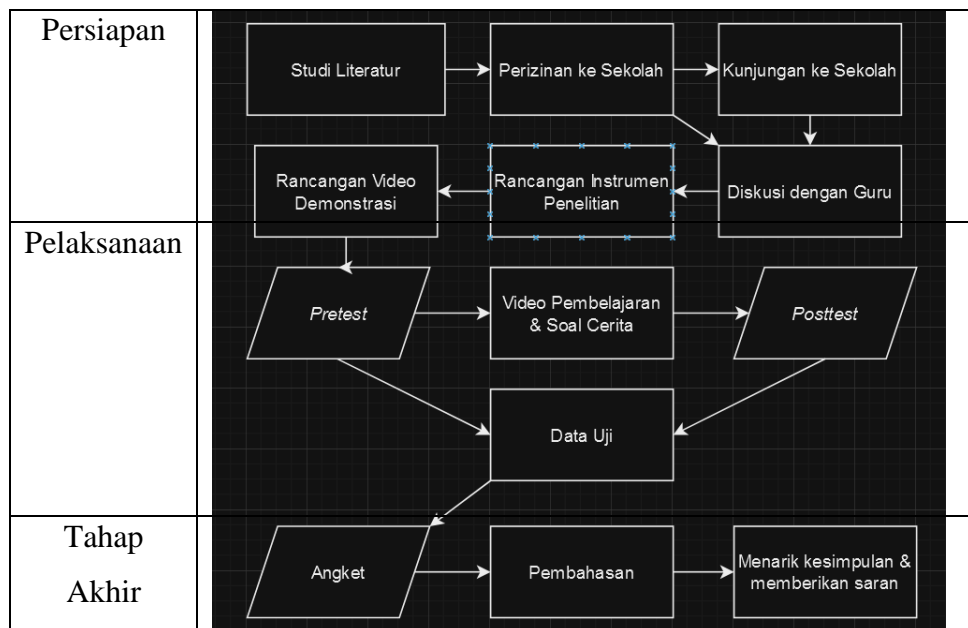 Persiapan
Studi Literatur
Perizinan ke Sekolah
Kunjungan ke Sekolah
Rancangan Video
Demonstrasi
Rancangan Instrumen
Penelitian
Diskusi dengan Guru
Pelaksanaan
Pretest
Video Pembelajaran
& Soal Cerita
Posttest
Data Uji
Tahap
Akhir
Angket
Pembahasan
Menarik kesimpulan &
memberikan saran